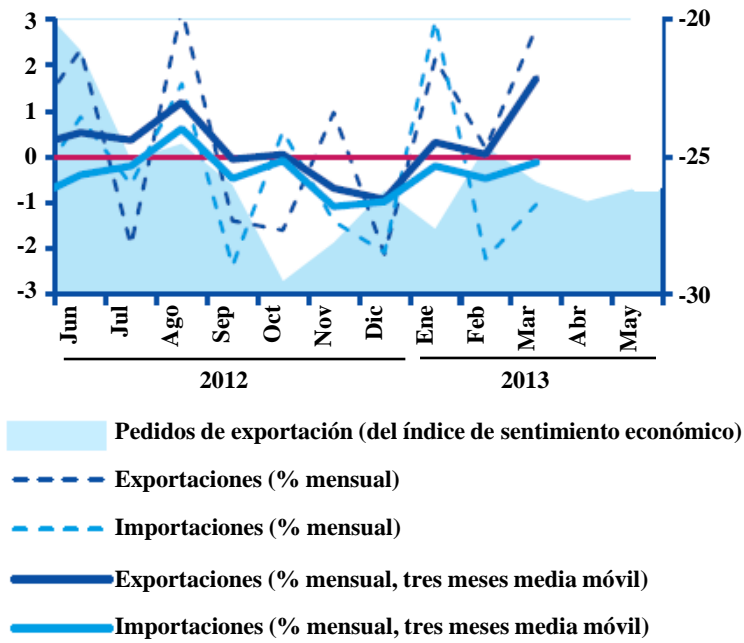 3
2
1
0
-1
-2
-3
-20
-25
-30
Jun
Jul
Ago
Sep
Oct
Nov
Dic
Ene
Feb
Mar
Abr
May
2012
2013
Pedidos de exportación (del índice de sentimiento económico)
Exportaciones (% mensual)
Importaciones (% mensual)
Exportaciones (% mensual, tres meses media móvil)
Importaciones (% mensual, tres meses media móvil)